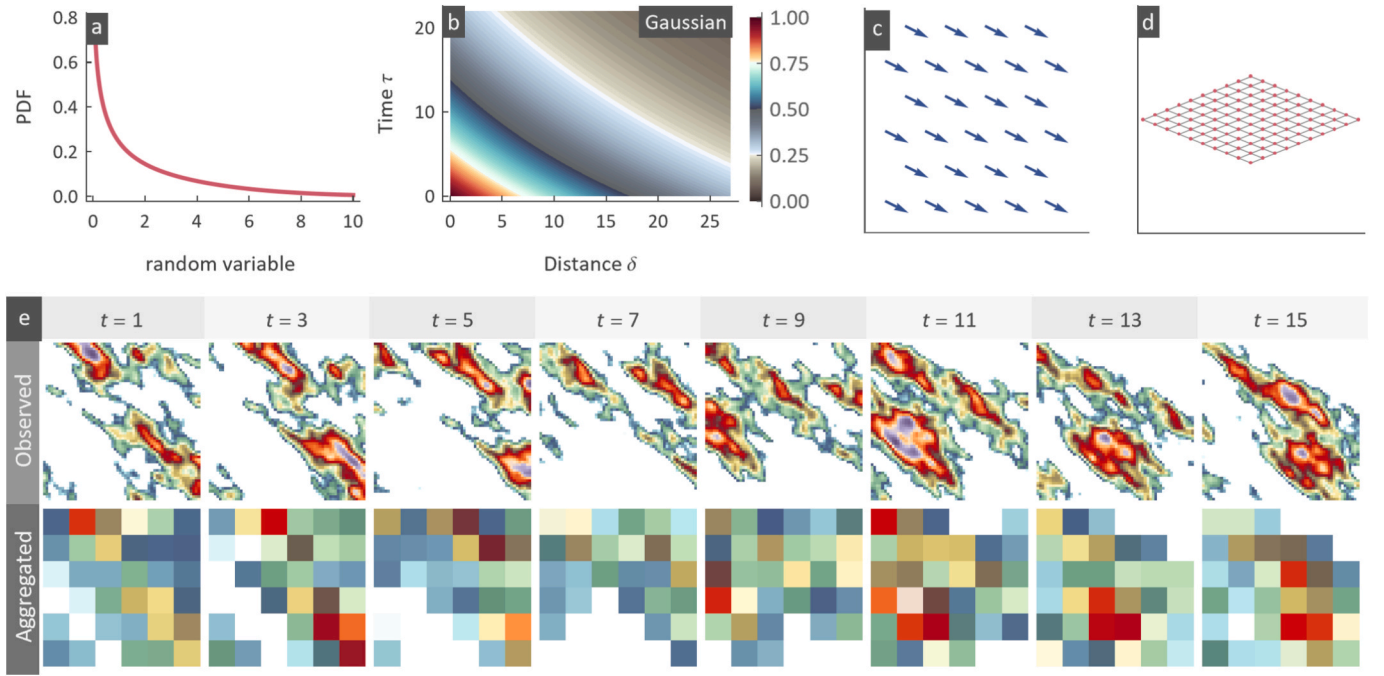 a
0.8
0.6
0.4
0.2
0.0
PDF
0 2 4 6 8 10
random variable
b
Gaussian
20
10
0
Time τ
0 5 10 15 20 25
Distance δ
1.00
0.75
0.50
0.25
0.00
c
d
e
t = 1 t = 3 t = 5 t = 7 t = 9 t = 11 t = 13 t = 15
Observed
Aggregated